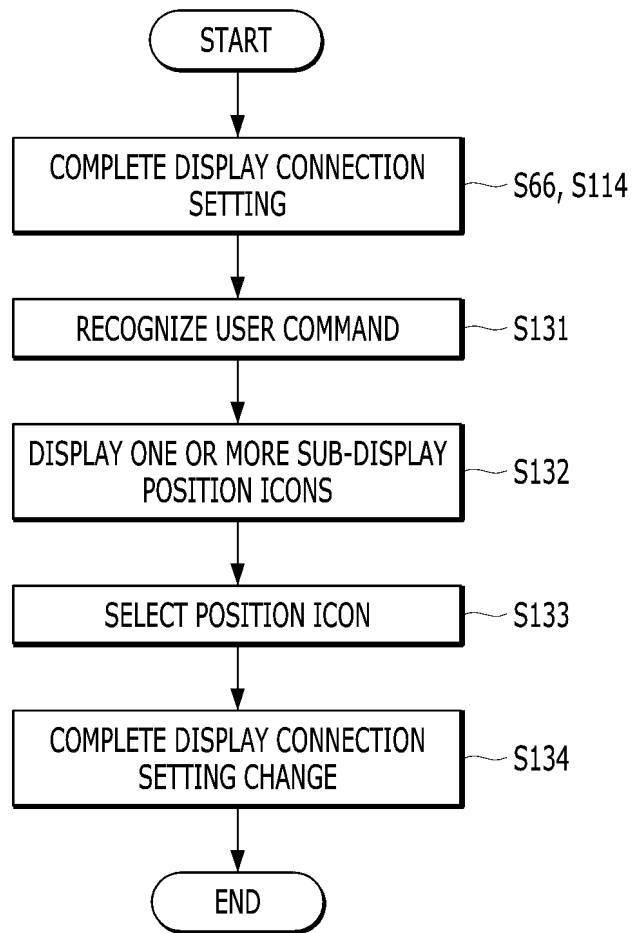 START
COMPLETE DISPLAY CONNECTION
SETTING
S66, S114
RECOGNIZE USER COMMAND
S131
DISPLAY ONE OR MORE SUB-DISPLAY
POSITION ICONS
S132
SELECT POSITION ICON
S133
COMPLETE DISPLAY CONNECTION
SETTING CHANGE
S134
END